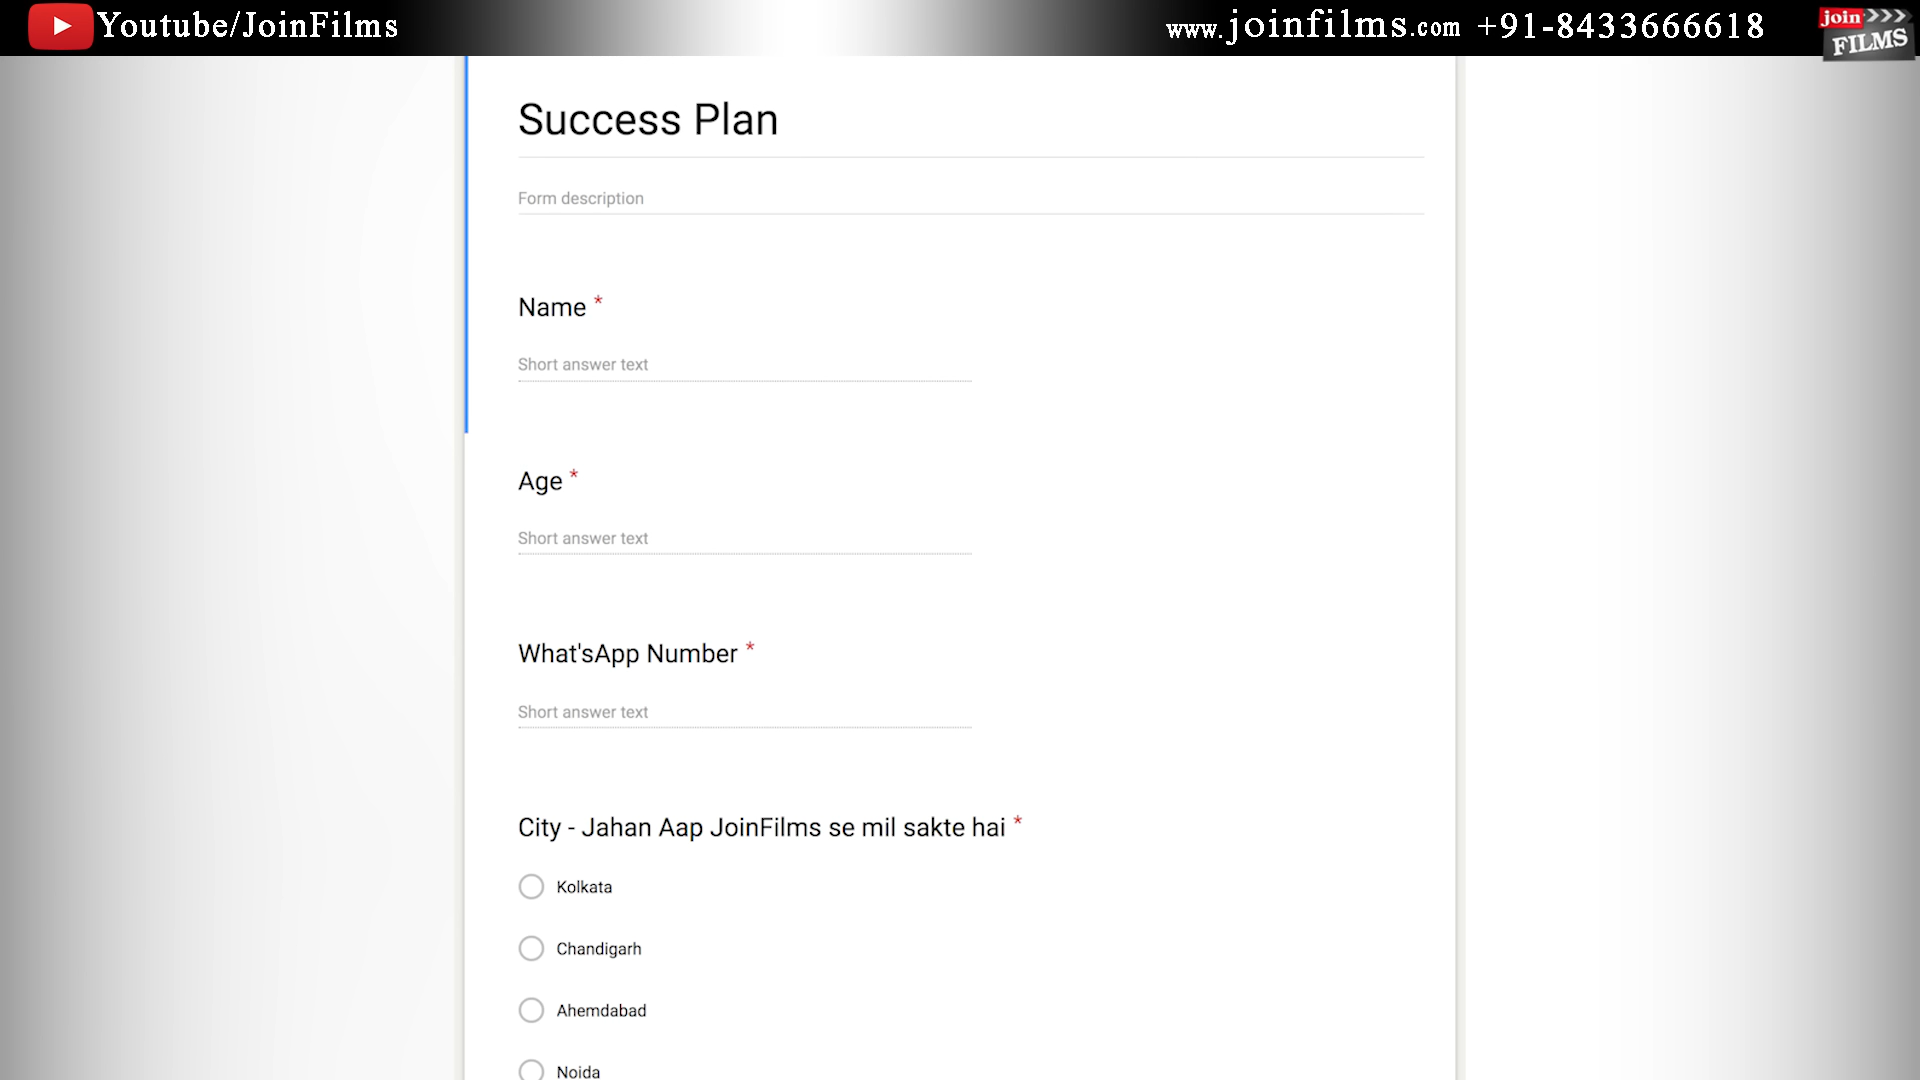 Youtube/JoinFilms
www.joinfilms.com +91-8433666618
join
FILMS
Success Plan
Form description
Name *
Short answer text
Age *
Short answer text
What'sApp Number *
Short answer text
City - Jahan Aap JoinFilms se mil sakte hai *
Kolkata
Chandigarh
Ahemdabad
Noida